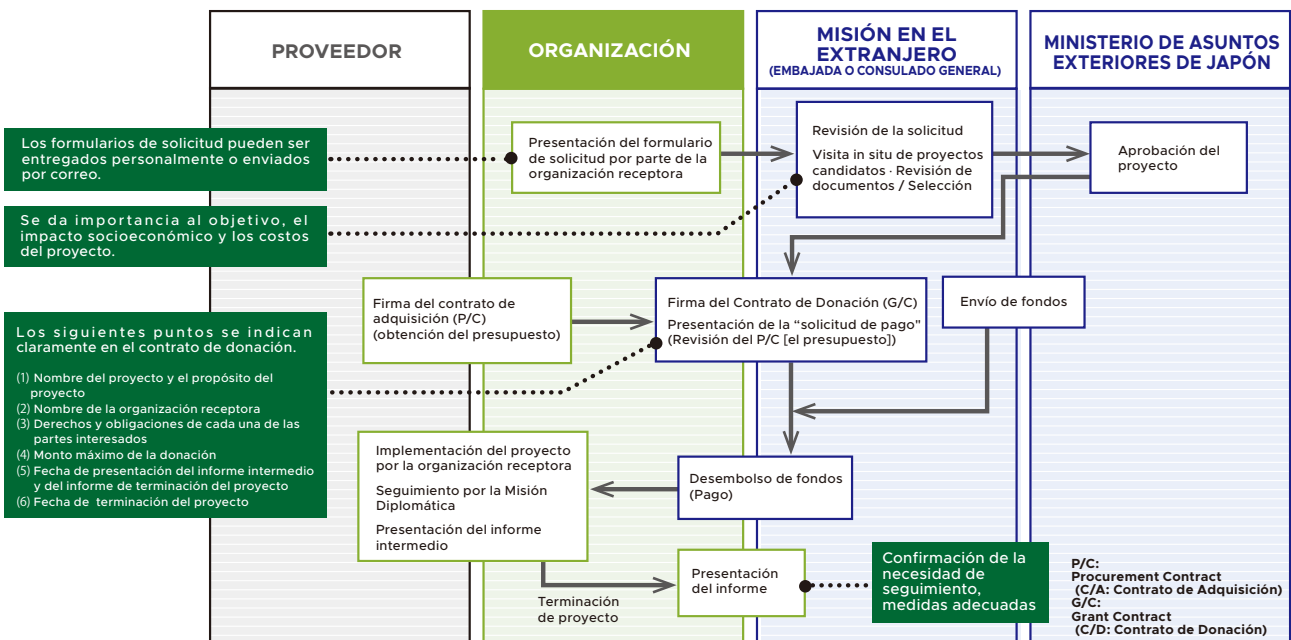 PROVEEDOR
ORGANIZACIÓN
MISIÓN EN EL
EXTRANJERO
(EMBAJADA O CONSULADO GENERAL)
MINISTERIO DE ASUNTOS
EXTERIORES DE JAPÓN
Los formularios de solicitud pueden ser
entregados personalmente o enviados
por correo.
Presentación del formulario
de solicitud por parte de la
organización receptora
Revisión de la solicitud
Visita in situ de proyectos
candidatos · Revisión de
documentos / Selección
Aprobación del
proyecto
Se da importancia al objetivo, el
impacto socioeconómico y los costos
del proyecto.
Firma del contrato de
adquisición (P/C)
(obtención del presupuesto)
Firma del Contrato de Donación (G/C)
Presentación de la “solicitud de pago"
(Revisión del P/C [el presupuesto])
Envío de fondos
Los siguientes puntos se indican
claramente en el contrato de donación.
(1) Nombre del proyecto y el propósito del
proyecto
(2) Nombre de la organización receptora
(3) Derechos y obligaciones de cada una de las
partes interesados
(4) Monto máximo de la donación
(5) Fecha de presentación del informe intermedio
y del informe de terminación del proyecto
(6) Fecha de terminación del proyecto
Implementación del proyecto
por la organización receptora
Seguimiento por la Misión
Diplomática
Presentación del informe
intermedio
Desembolso de fondos
(Pago)
Terminación
de proyecto
Presentación
del informe
Confirmación de la
necesidad de
seguimiento,
medidas adecuadas
P/C:
Procurement Contract
(C/A: Contrato de Adquisición)
G/C:
Grant Contract
(C/D: Contrato de Donación)